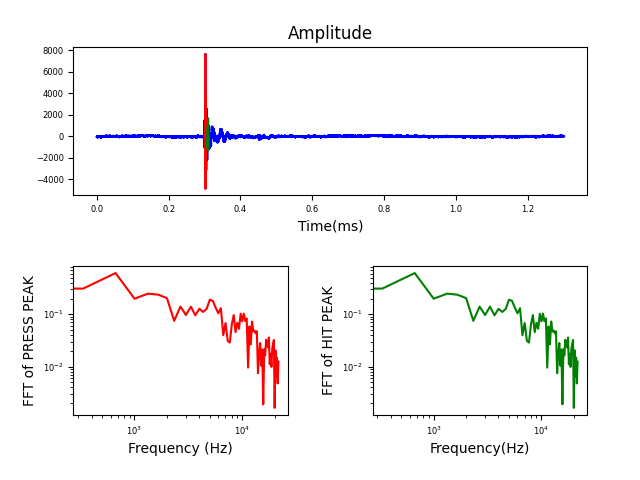 Amplitude
8000
6000
4000
2000
0
−2000
−4000
0.0 0.2 0.4 0.6 0.8 1.0 1.2
Time(ms)
FFT of PRESS PEAK
10⁻¹
10⁻²
10³ 10⁴
Frequency (Hz)
FFT of HIT PEAK
10⁻¹
10⁻²
10³ 10⁴
Frequency(Hz)